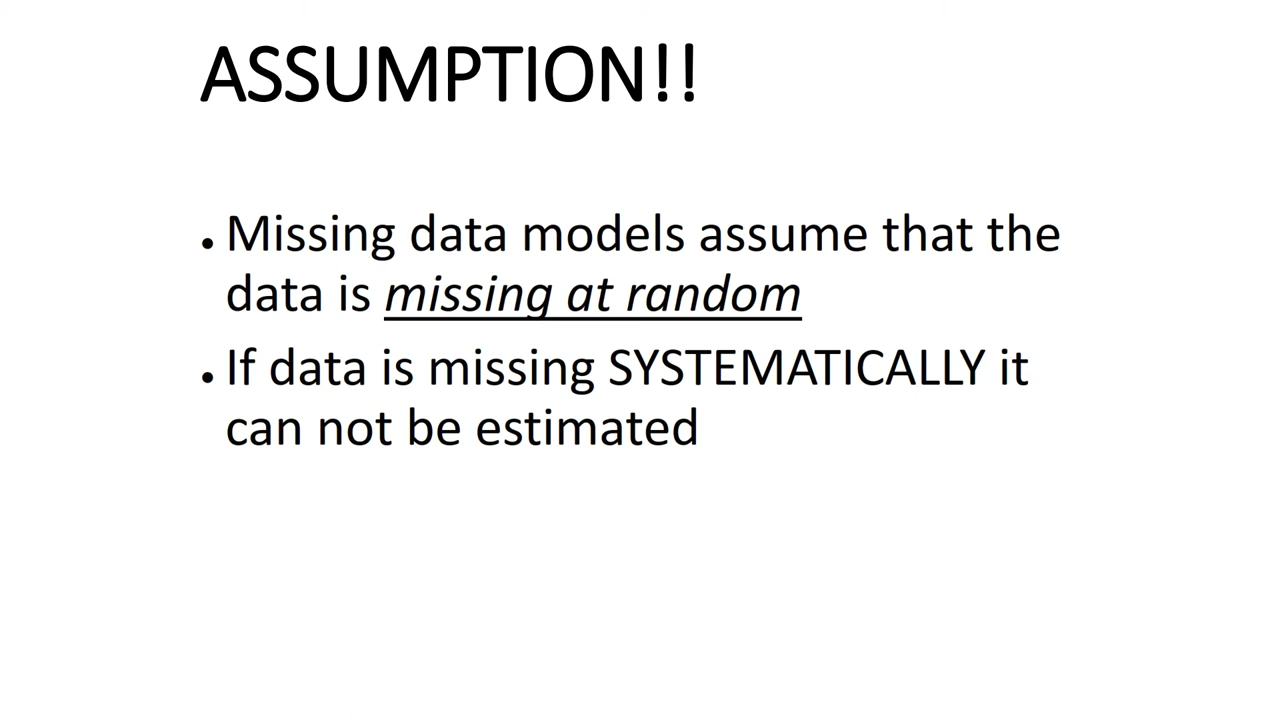 ASSUMPTION!!
• Missing data models assume that the
data is missing at random
• If data is missing SYSTEMATICALLY it
can not be estimated